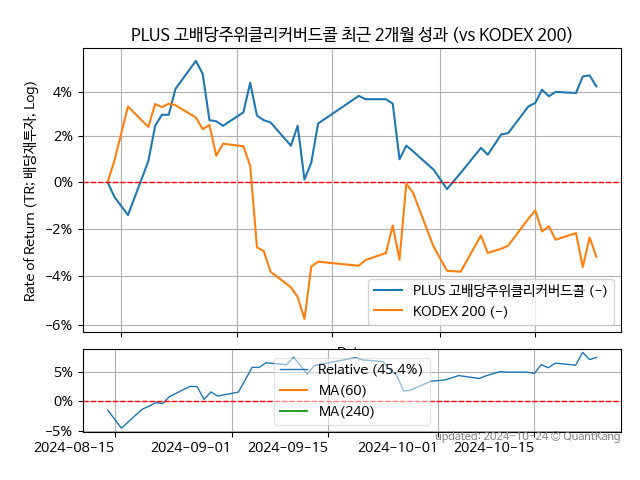 PLUS 고배당주위클리커버드콜 최근 2개월 성과 (vs KODEX 200)
Rate of Return (TR; 배당재투자, Log)
4%
2%
0%
−2%
−4%
−6%
PLUS 고배당주위클리커버드콜 (-)
KODEX 200 (-)
5%
0%
−5%
Relative (45.4%)
MA(60)
MA(240)
2024-08-15
2024-09-01
2024-09-15
2024-10-01
2024-10-15
updated: 2024-10-24 © QuantKang